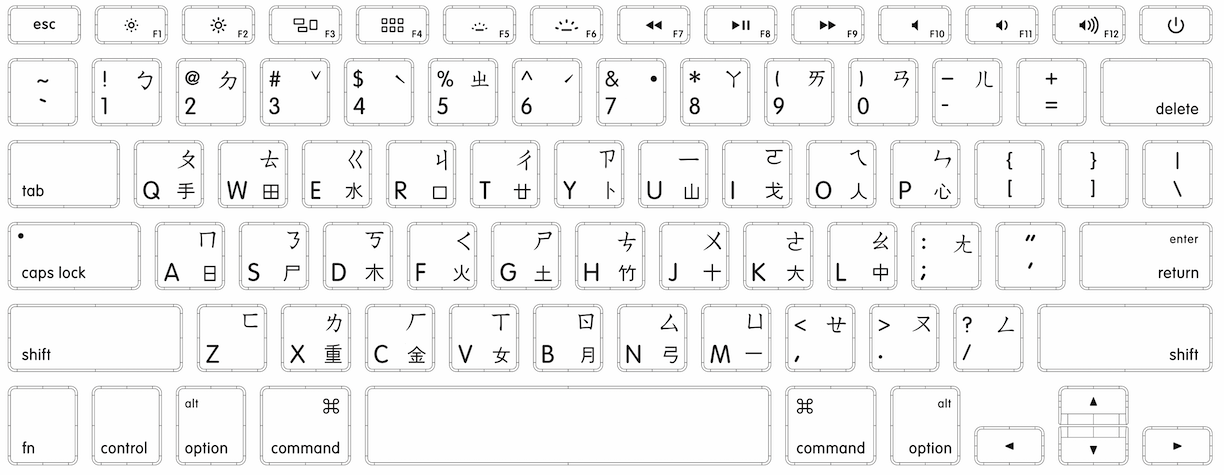 esc F1 F2 F3 F4 F5 F6 F7 F8 F9 F10 F11 F12
~ ! ㄅ @ ㄉ # ˇ $ ˋ % ㄓ ^ ˊ & ˙ * ㄚ ( ㄞ ) ㄢ – ㄦ +
` 1 2 3 4 5 6 7 8 9 0 - = delete
ㄆ ㄊ ㄍ ㄐ ㄔ ㄗ ㄧ ㄛ ㄟ ㄣ { } |
tab Q 手 W 田 E 水 R 口 T 廿 Y 卜 U 山 I 戈 O 人 P 心 [ ] \
ㄇ ㄋ ㄎ ㄑ ㄕ ㄘ ㄨ ㄜ ㄠ : ㄤ " enter
caps lock A 日 S 尸 D 木 F 火 G 土 H 竹 J 十 K 大 L 中 ; ' return
ㄈ ㄌ ㄏ ㄒ ㄖ ㄙ ㄩ < ㄝ > ㄡ ? ㄥ
shift Z X 重 C 金 V 女 B 月 N 弓 M 一 , . / shift
alt ⌘ ⌘ alt
fn control option command command option